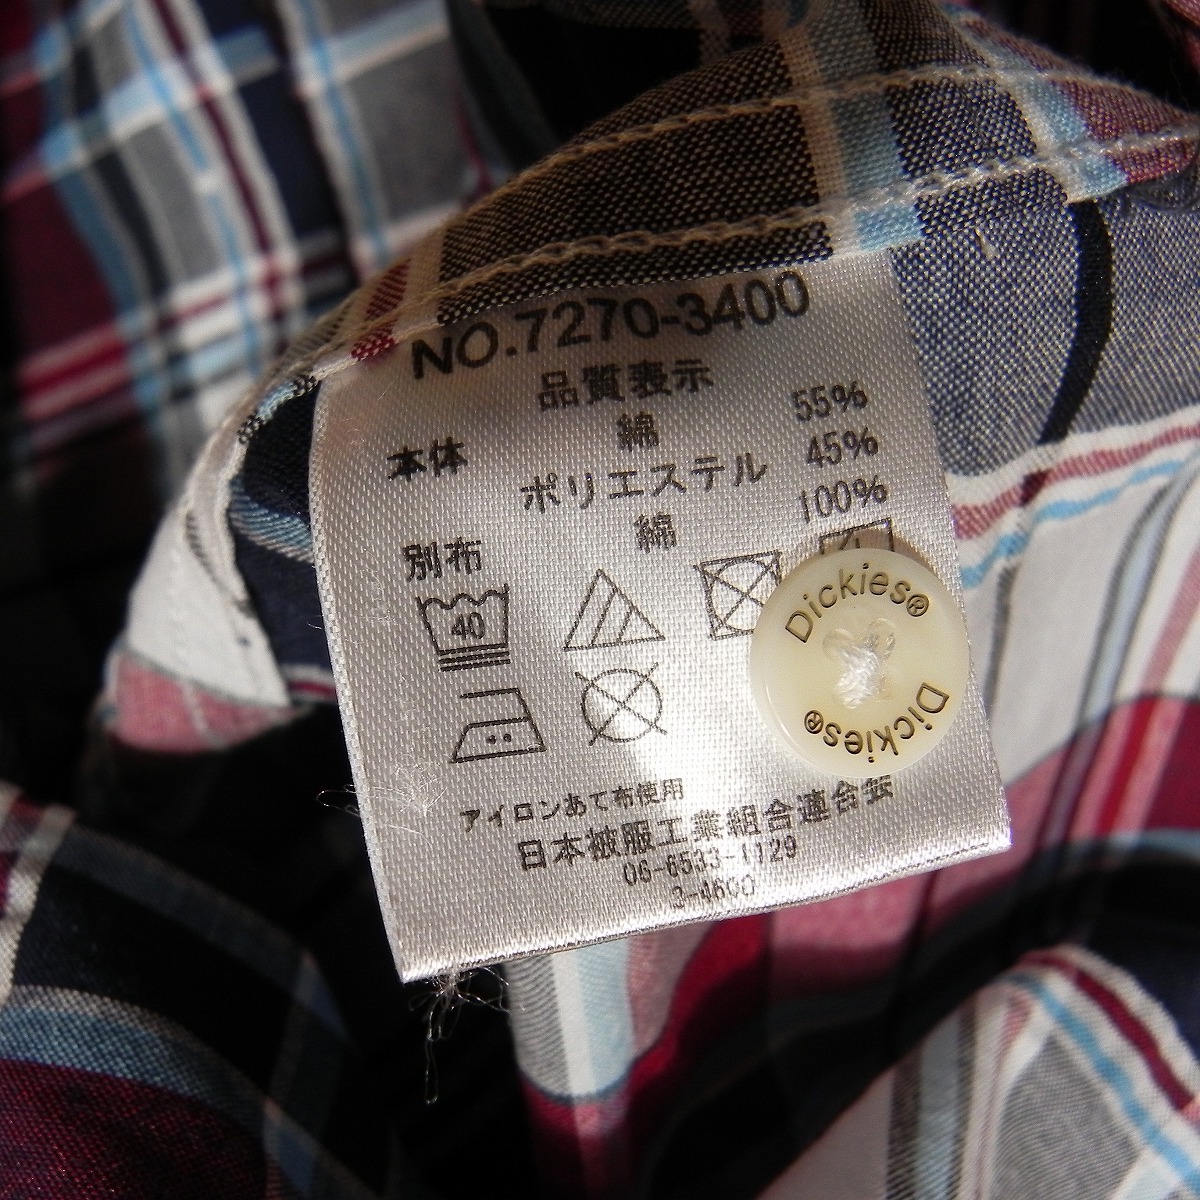 NO.7270-3400
品質表示
本体 綿 55%
ポリエステル 45%
別布 綿 100%
40
アイロンあて布使用
日本被服工業組合連合会
06-6533-1129
3-4600
Dickies®
Dickies®